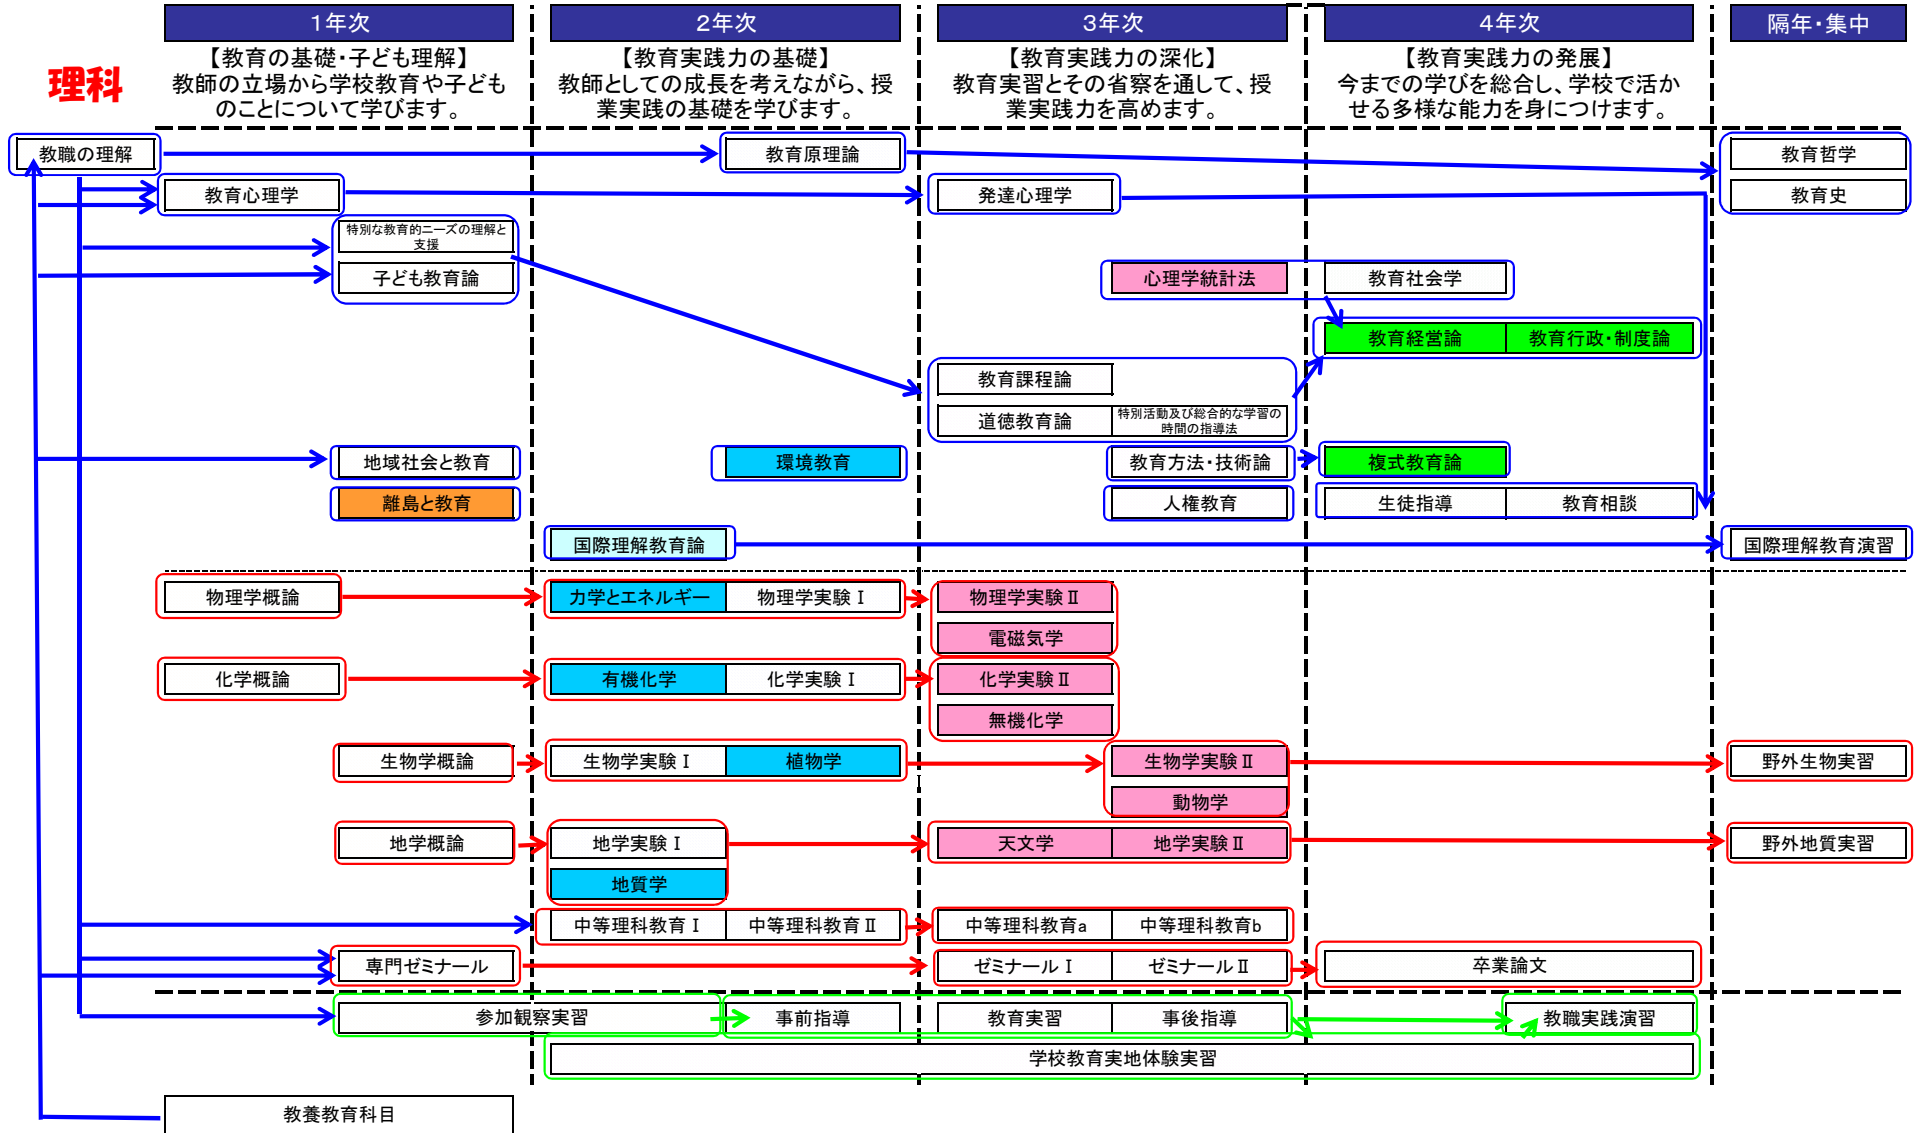 1年次
2年次
3年次
4年次
隔年・集中
理科
【教育の基礎・子ども理解】
教師の立場から学校教育や子ども
のことについて学びます。
【教育実践力の基礎】
教師としての成長を考えながら、授
業実践の基礎を学びます。
【教育実践力の深化】
教育実習とその省察を通して、授
業実践力を高めます。
【教育実践力の発展】
今までの学びを総合し、学校で活か
せる多様な能力を身につけます。
教職の理解
教育原理論
教育哲学
教育心理学
発達心理学
教育史
特別な教育的ニーズの理解と
支援
子ども教育論
心理学統計法
教育社会学
教育経営論
教育行政・制度論
教育課程論
道徳教育論
特別活動及び総合的な学習の
時間の指導法
地域社会と教育
環境教育
教育方法・技術論
複式教育論
離島と教育
人権教育
生徒指導
教育相談
国際理解教育論
国際理解教育演習
物理学概論
力学とエネルギー
物理学実験Ⅰ
物理学実験Ⅱ
電磁気学
化学概論
有機化学
化学実験Ⅰ
化学実験Ⅱ
無機化学
生物学概論
生物学実験Ⅰ
植物学
生物学実験Ⅱ
野外生物実習
動物学
地学概論
地学実験Ⅰ
天文学
地学実験Ⅱ
野外地質実習
地質学
中等理科教育Ⅰ
中等理科教育Ⅱ
中等理科教育a
中等理科教育b
専門ゼミナール
ゼミナールⅠ
ゼミナールⅡ
卒業論文
参加観察実習
事前指導
教育実習
事後指導
教職実践演習
学校教育実地体験実習
教養教育科目